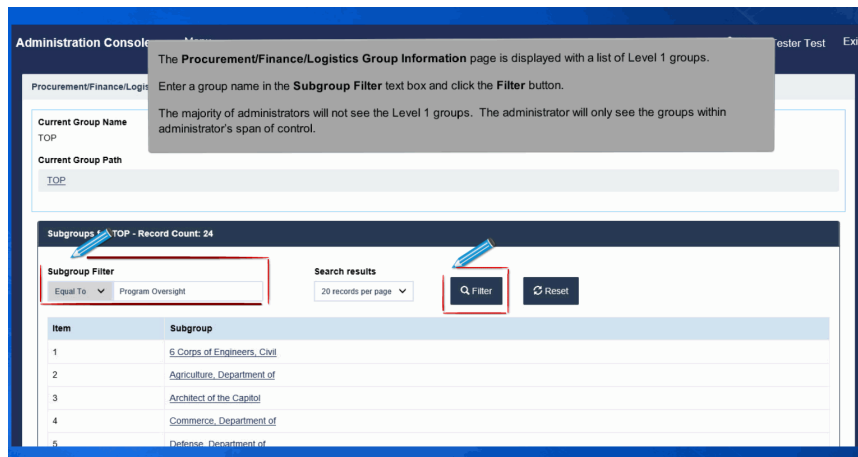 Administration Console
Tester Test
Exi
The Procurement/Finance/Logistics Group Information page is displayed with a list of Level 1 groups.
Enter a group name in the Subgroup Filter text box and click the Filter button.
The majority of administrators will not see the Level 1 groups. The administrator will only see the groups within
administrator's span of control.
Procurement/Finance/Logis
Current Group Name
TOP
Current Group Path
TOP
Subgroups TOP - Record Count: 24
Subgroup Filter
Search results
Equal To
Program Oversight
20 records per page
Filter
Reset
Item
Subgroup
1
6 Corps of Engineers, Civil
2
Agriculture, Department of
3
Architect of the Capitol
4
Commerce, Department of
5
Defense, Department of